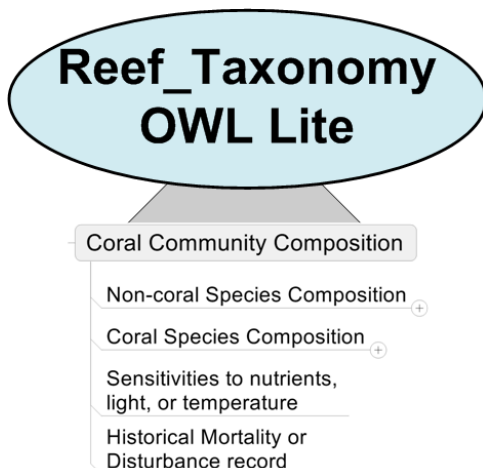 Reef_Taxonomy
OWL Lite
Coral Community Composition
Non-coral Species Composition
Coral Species Composition
Sensitivities to nutrients,
light, or temperature
Historical Mortality or
Disturbance record